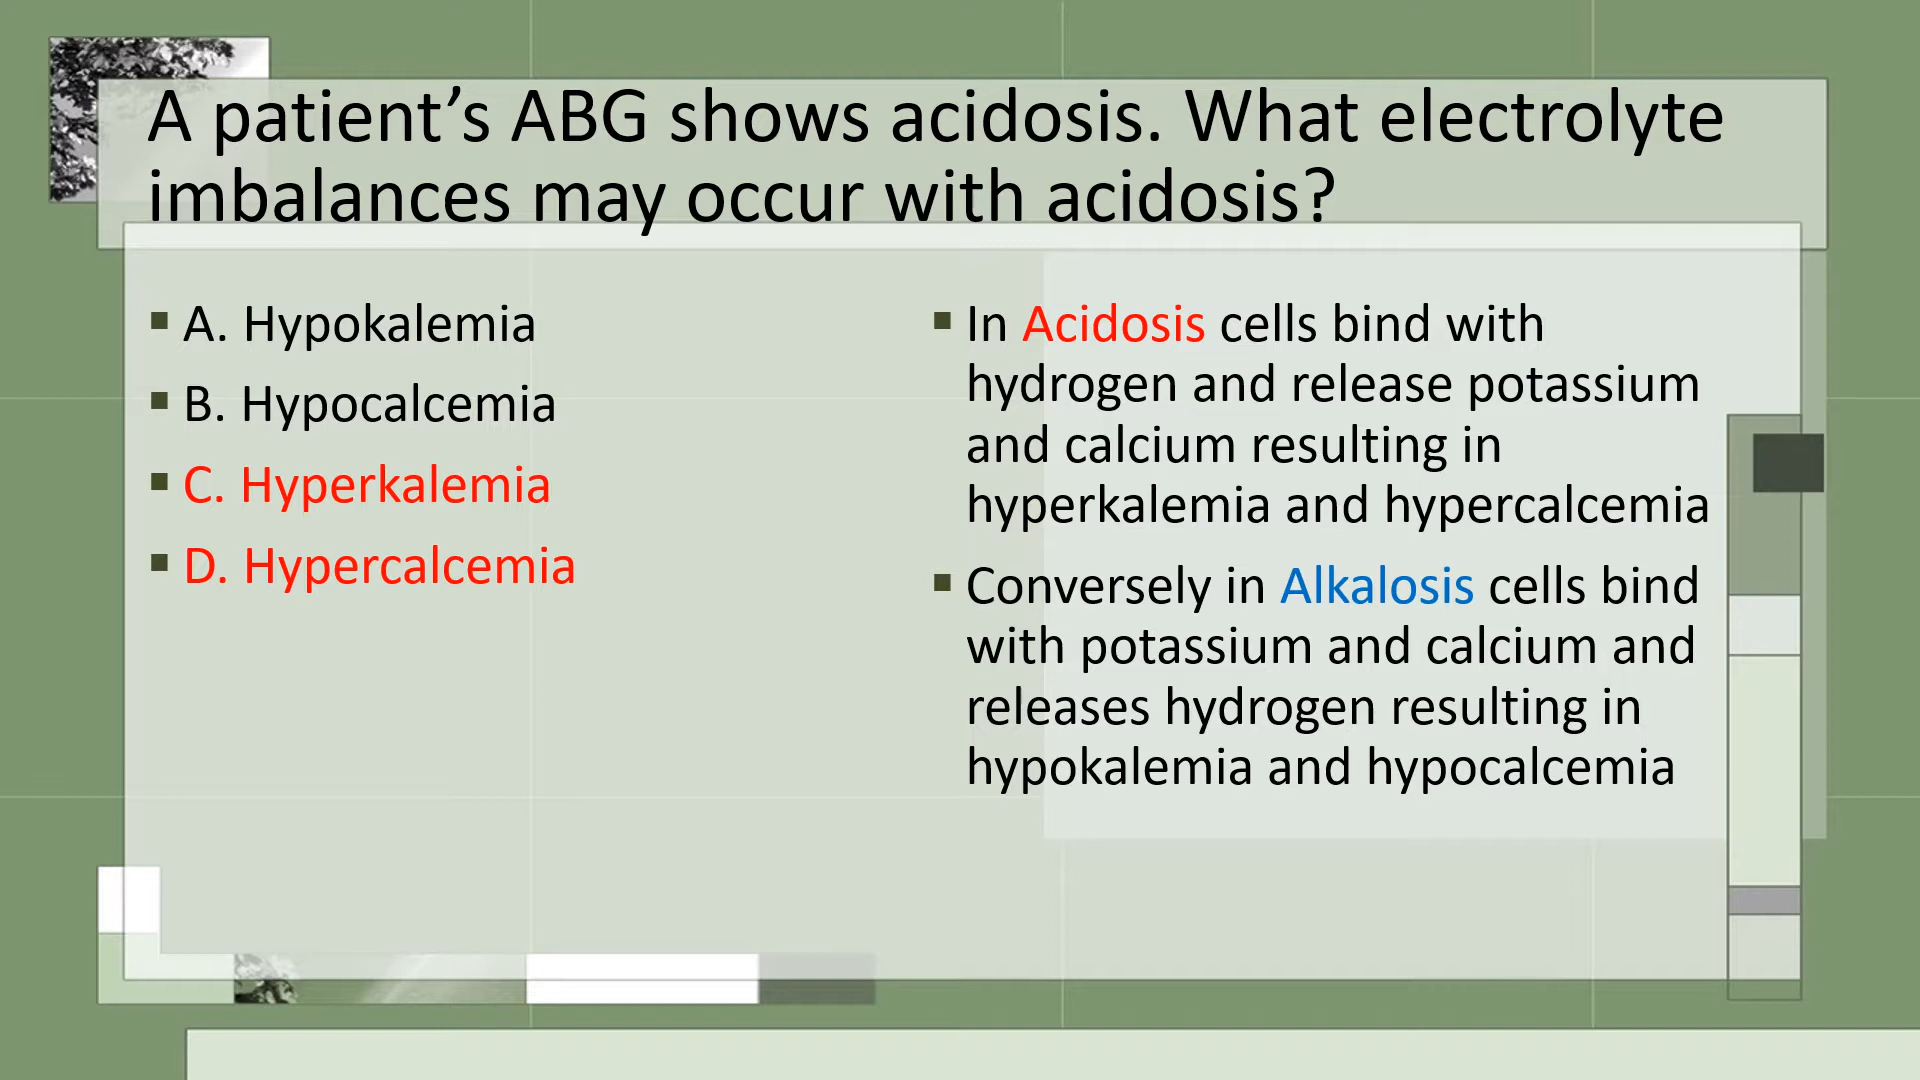 A patient’s ABG shows acidosis. What electrolyte
imbalances may occur with acidosis?
A. Hypokalemia
B. Hypocalcemia
C. Hyperkalemia
D. Hypercalcemia
In Acidosis cells bind with
hydrogen and release potassium
and calcium resulting in
hyperkalemia and hypercalcemia
Conversely in Alkalosis cells bind
with potassium and calcium and
releases hydrogen resulting in
hypokalemia and hypocalcemia